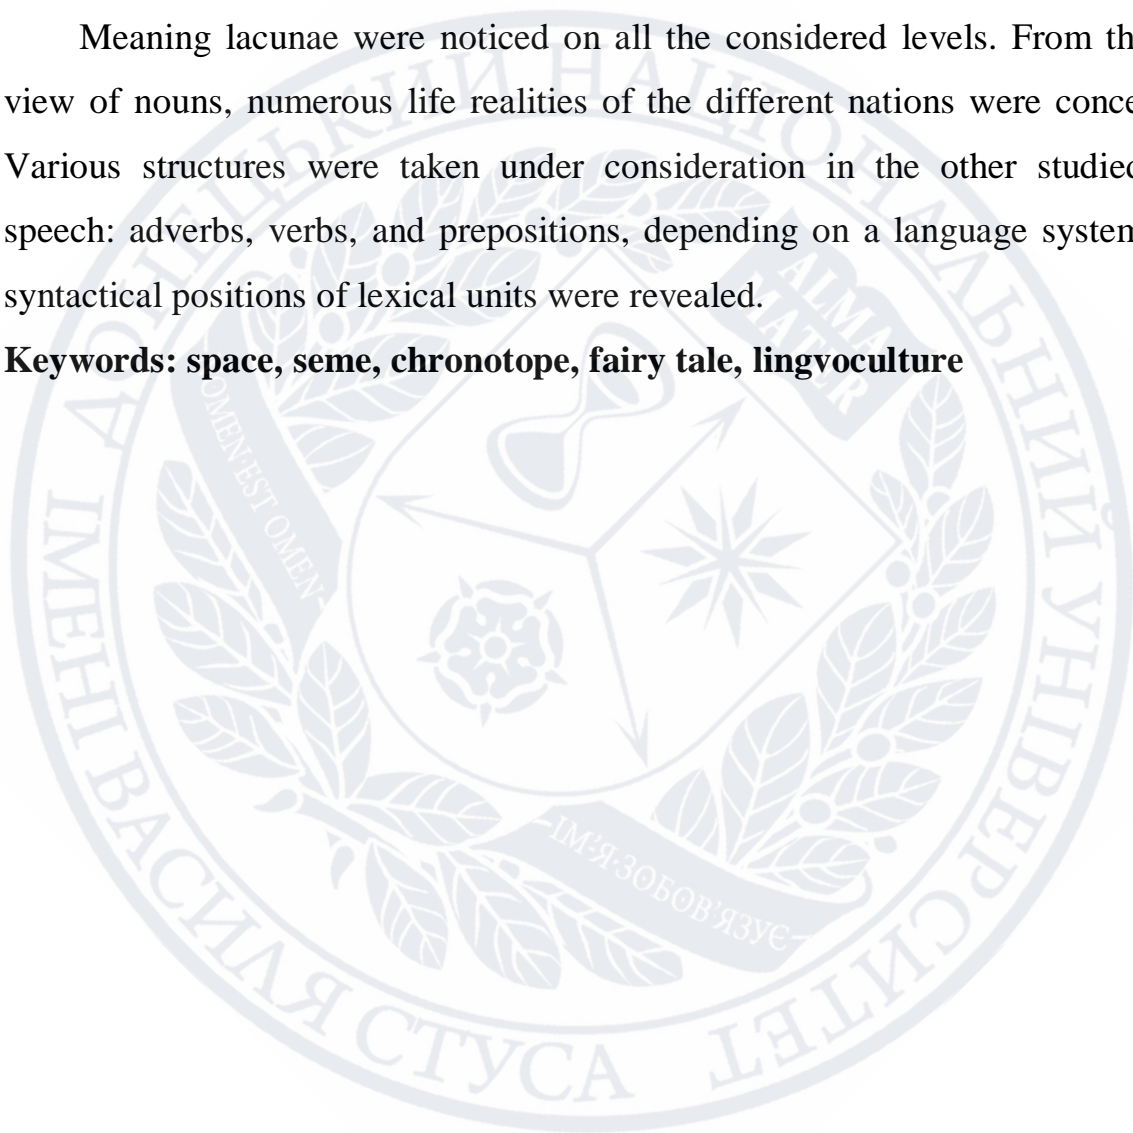 Meaning lacunae were noticed on all the considered levels. From th
view of nouns, numerous life realities of the different nations were conce
Various structures were taken under consideration in the other studied
speech: adverbs, verbs, and prepositions, depending on a language system
syntactical positions of lexical units were revealed.
Keywords: space, seme, chronotope, fairy tale, lingvoculture
ДОНЕЦЬКИЙ НАЦІОНАЛЬНИЙ УНІВЕРСИТЕТ
ІМЕНІ ВАСИЛЯ СТУСА
ALMA
MATER
NOMEN EST OMEN
ІМ'Я ЗОБОВ'ЯЗУЄ